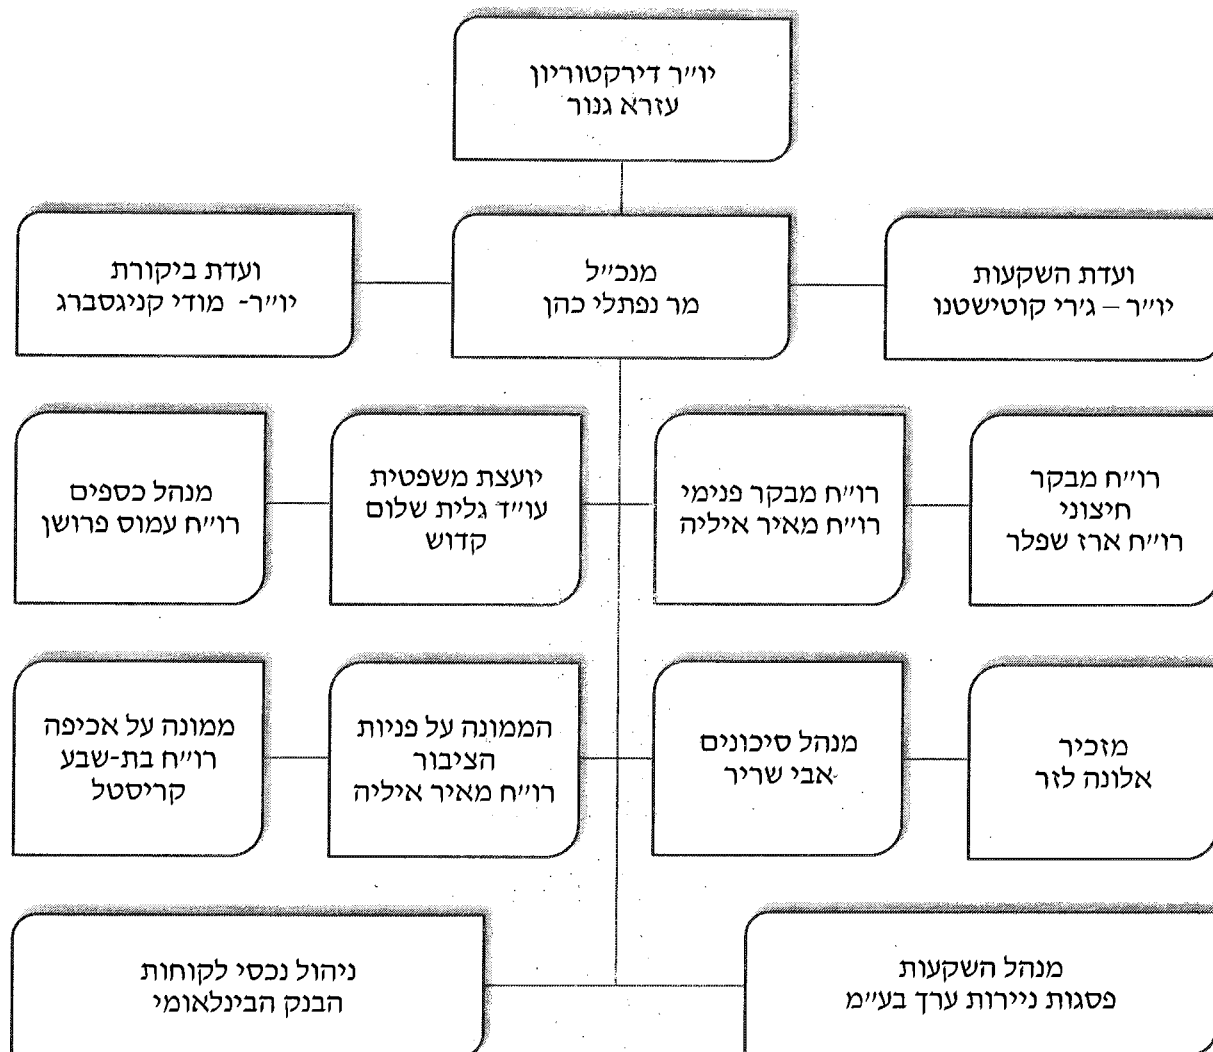 יו״ר דירקטוריון
עזרא גנור
ועדת השקעות
יו״ר – ג׳רי קוטישטנו
מנכ״ל
מר נפתלי כהן
ועדת ביקורת
יו״ר- מודי קניגסברג
רו״ח מבקר
חיצוני
רו״ח ארז שפלר
רו״ח מבקר פנימי
רו״ח מאיר איליה
יועצת משפטית
עו״ד גלית שלום
קדוש
מנהל כספים
רו״ח עמוס פרושן
מזכיר
אלונה לזר
מנהל סיכונים
אבי שריר
הממונה על פניות
הציבור
רו״ח מאיר איליה
ממונה על אכיפה
רו״ח בת-שבע
קריסטל
מנהל השקעות
פסגות ניירות ערך בע״מ
ניהול נכסי לקוחות
הבנק הבינלאומי